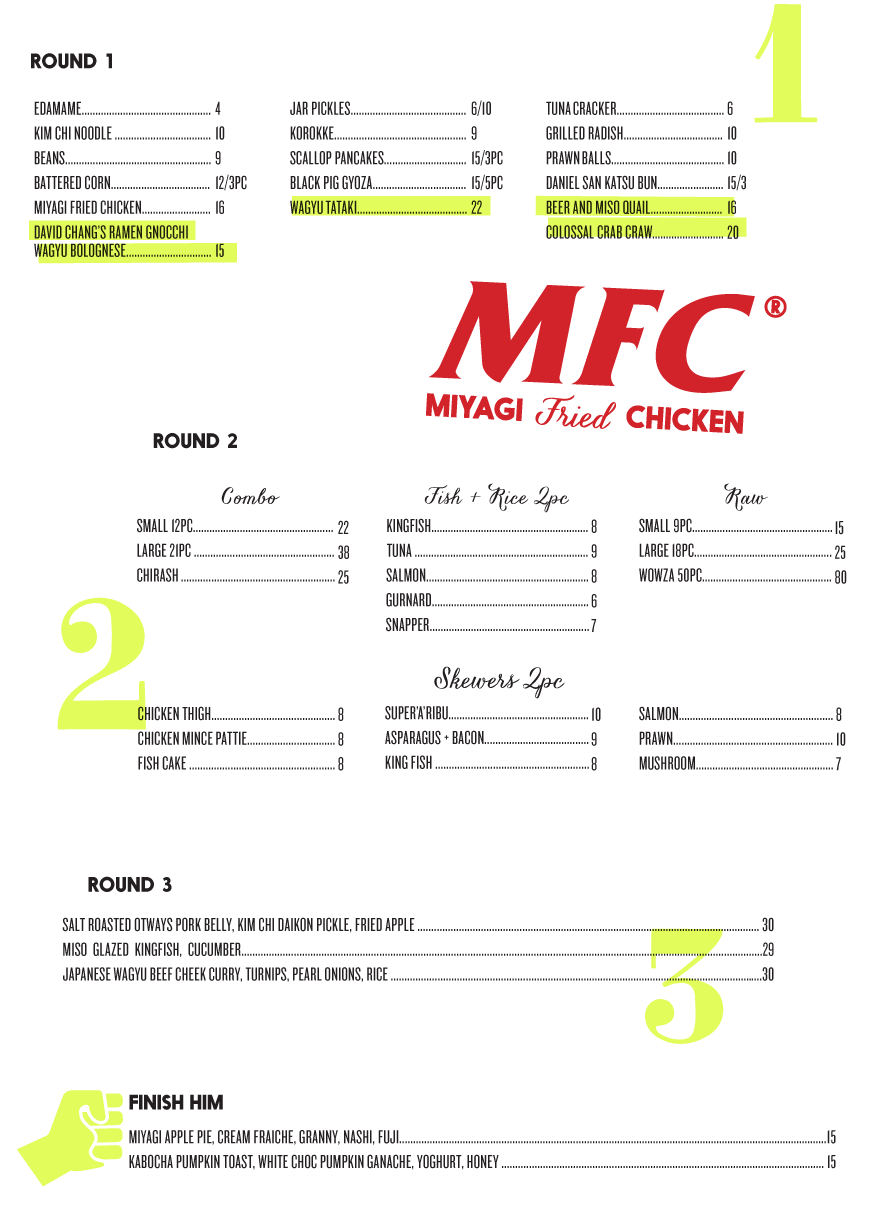 1
ROUND 1
EDAMAME 4
KIM CHI NOODLE 10
BEANS 9
BATTERED CORN 12/3PC
MIYAGI FRIED CHICKEN 16
DAVID CHANG'S RAMEN GNOCCHI
WAGYU BOLOGNESE 15
JAR PICKLES 6/10
KOROKKE 9
SCALLOP PANCAKES 15/3PC
BLACK PIG GYOZA 15/5PC
WAGYU TATAKI 22
TUNA CRACKER 6
GRILLED RADISH 10
PRAWN BALLS 10
DANIEL SAN KATSU BUN 15/3
BEER AND MISO QUAIL 16
COLOSSAL CRAB CRAW 20
MFC®
MIYAGI Fried CHICKEN
ROUND 2
Combo
SMALL 12PC 22
LARGE 21PC 38
CHIRASH 25
Fish + Rice 2pc
KINGFISH 8
TUNA 9
SALMON 8
GURNARD 6
SNAPPER 7
Raw
SMALL 9PC 15
LARGE 18PC 25
WOWZA 50PC 80
2
Skewers 2pc
CHICKEN THIGH 8
CHICKEN MINCE PATTIE 8
FISH CAKE 8
SUPER'A'RIBU 10
ASPARAGUS + BACON 9
KING FISH 8
SALMON 8
PRAWN 10
MUSHROOM 7
ROUND 3
SALT ROASTED OTWAYS PORK BELLY, KIM CHI DAIKON PICKLE, FRIED APPLE 30
MISO GLAZED KINGFISH, CUCUMBER 29
JAPANESE WAGYU BEEF CHEEK CURRY, TURNIPS, PEARL ONIONS, RICE 30
3
FINISH HIM
MIYAGI APPLE PIE, CREAM FRAICHE, GRANNY, NASHI, FUJI 15
KABOCHA PUMPKIN TOAST, WHITE CHOC PUMPKIN GANACHE, YOGHURT, HONEY 15